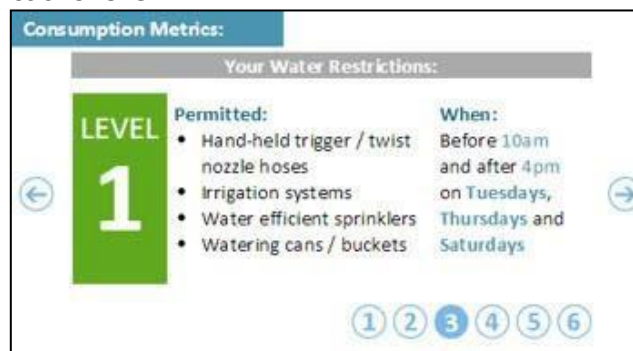 Consumption Metrics:
Your Water Restrictions:
LEVEL
1
Permitted:
• Hand-held trigger / twist
nozzle hoses
• Irrigation systems
• Water efficient sprinklers
• Watering cans / buckets
When:
Before 10am
and after 4pm
on Tuesdays,
Thursdays and
Saturdays
1 2 3 4 5 6